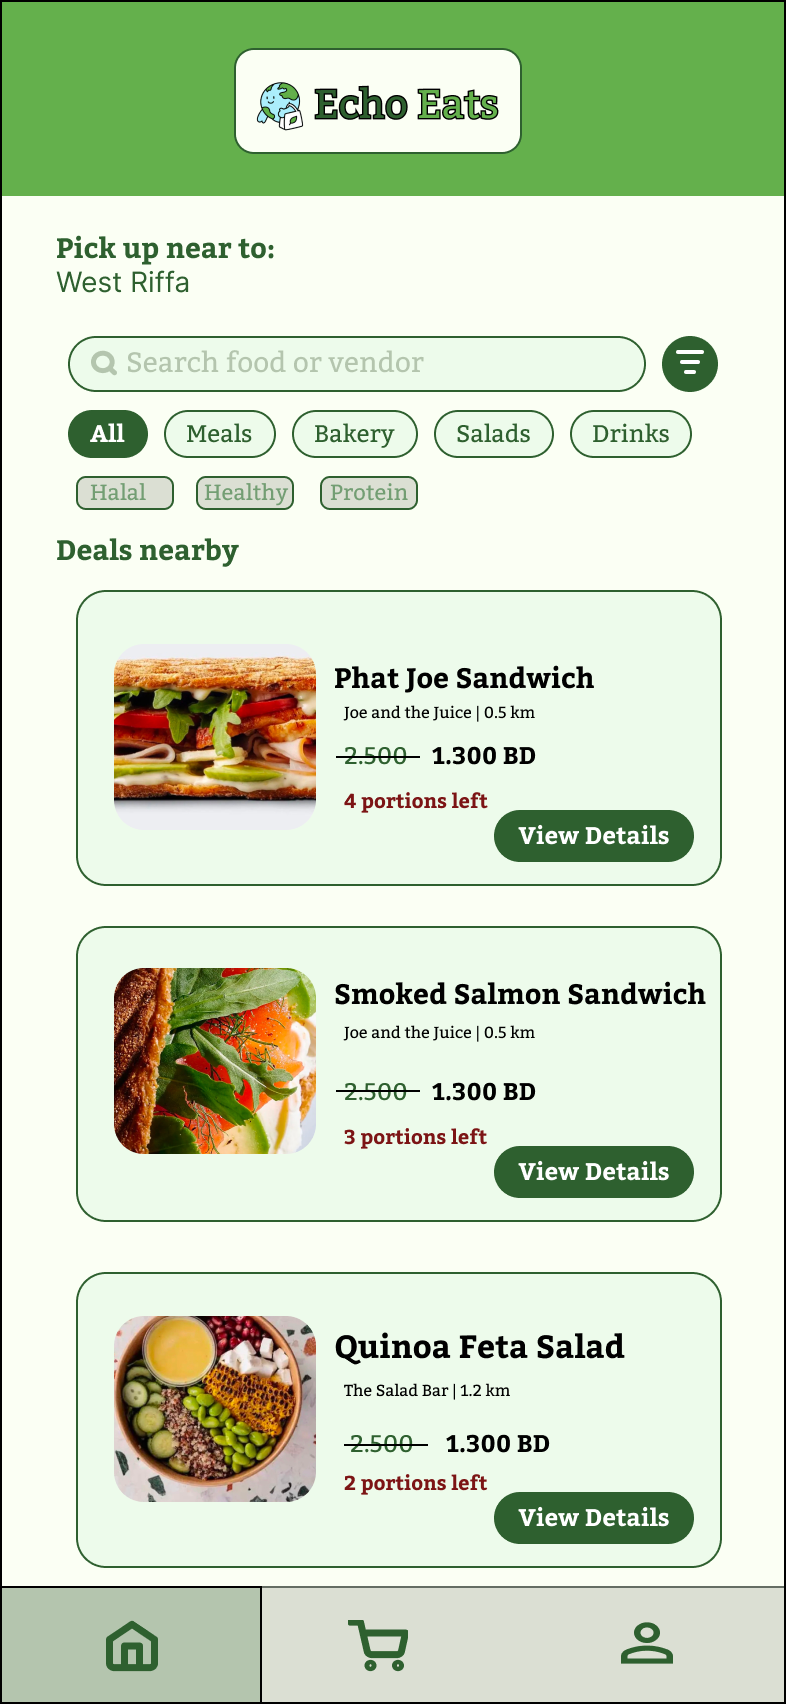 Echo Eats
Pick up near to:
West Riffa
Search food or vendor
All Meals Bakery Salads Drinks
Halal Healthy Protein
Deals nearby
Phat Joe Sandwich
Joe and the Juice | 0.5 km
2.500 1.300 BD
4 portions left
View Details
Smoked Salmon Sandwich
Joe and the Juice | 0.5 km
2.500 1.300 BD
3 portions left
View Details
Quinoa Feta Salad
The Salad Bar | 1.2 km
2.500 1.300 BD
2 portions left
View Details